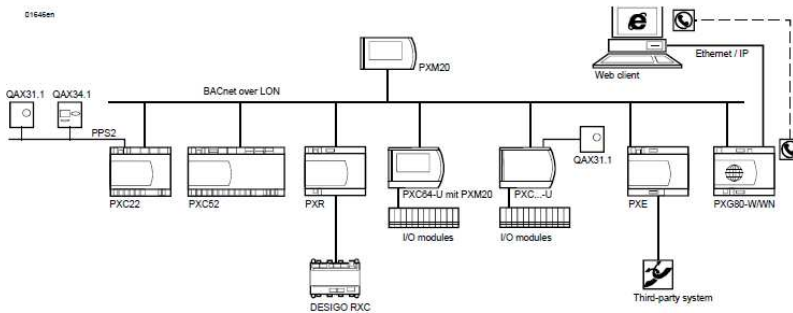 01646en
PXM20
Ethernet / IP
Web client
QAX31.1
QAX34.1
BACnet over LON
PPS2
QAX31.1
PXC22
PXC52
PXR
PXC64-U mit PXM20
PXC...-U
PXE
PXG80-W/WN
I/O modules
I/O modules
DESIGO RXC
Third-party system